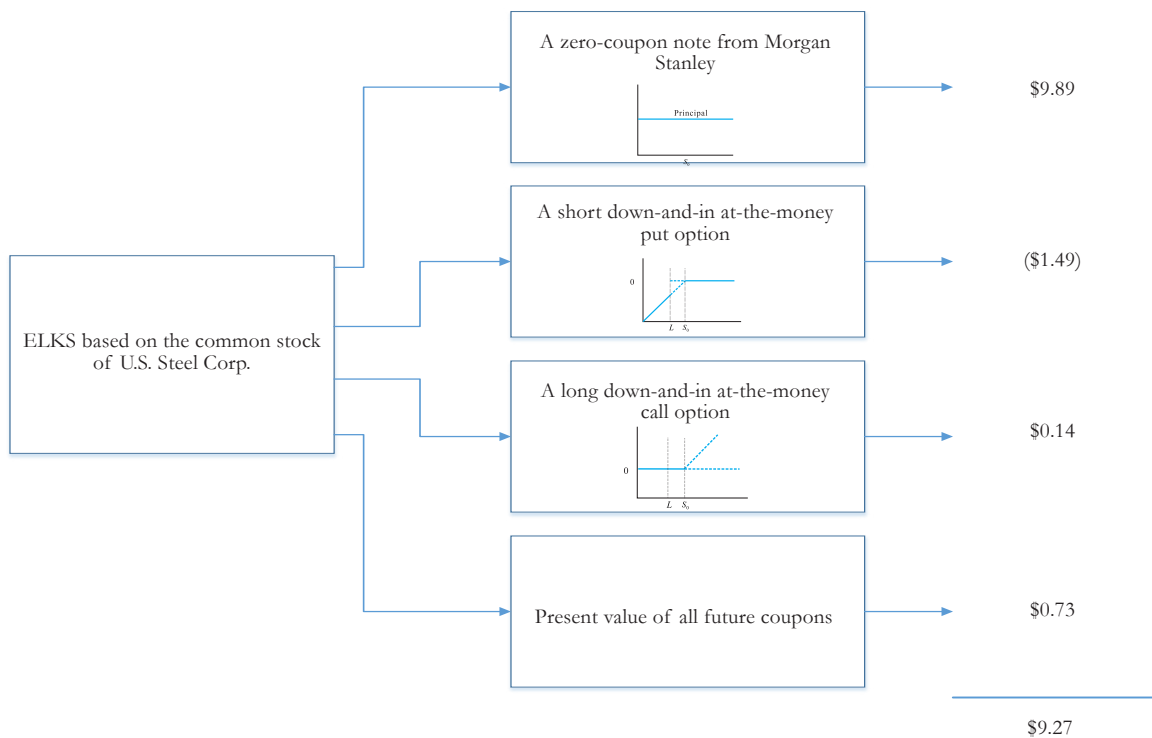 A zero-coupon note from Morgan
Stanley
Principal
S₀
$9.89
A short down-and-in at-the-money
put option
0
L S₀
($1.49)
ELKS based on the common stock
of U.S. Steel Corp.
A long down-and-in at-the-money
call option
0
L S₀
$0.14
Present value of all future coupons
$0.73
$9.27